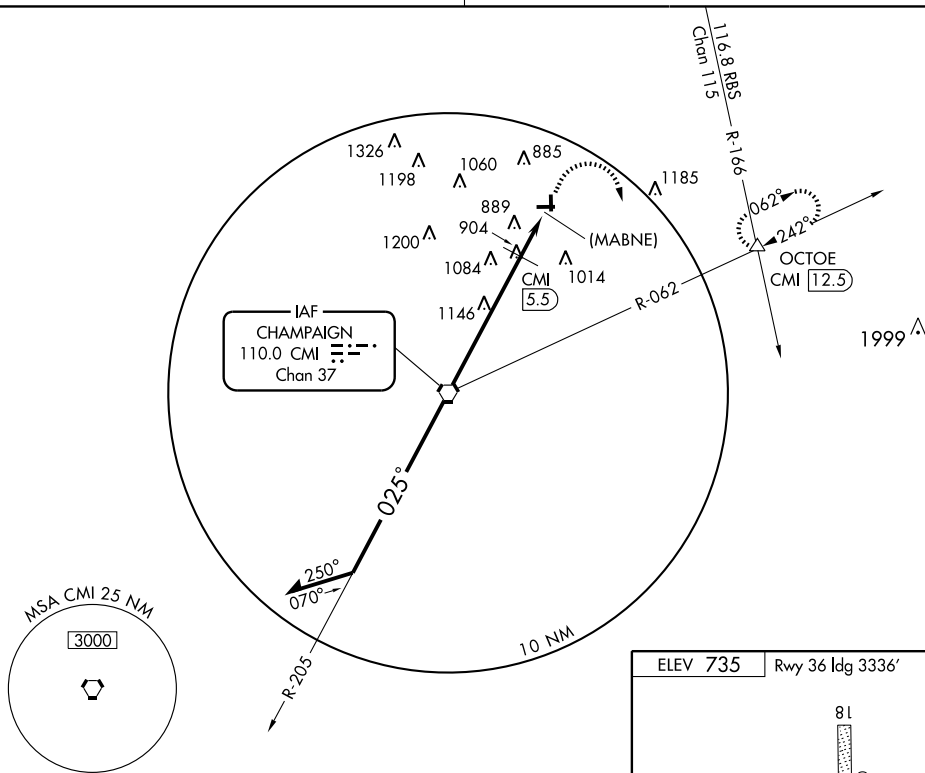 116.8 RBS
Chan 115
R-166
1326
1198
1060
885
1185
889
904
1200
(MABNE)
062°
242°
1084
1014
OCTOE
CMI 12.5
CMI
5.5
R-062
1146
IAF
CHAMPAIGN
110.0 CMI
Chan 37
1999
025°
250°
070°
R-205
10 NM
MSA CMI 25 NM
3000
ELEV 735
Rwy 36 ldg 3336'
18